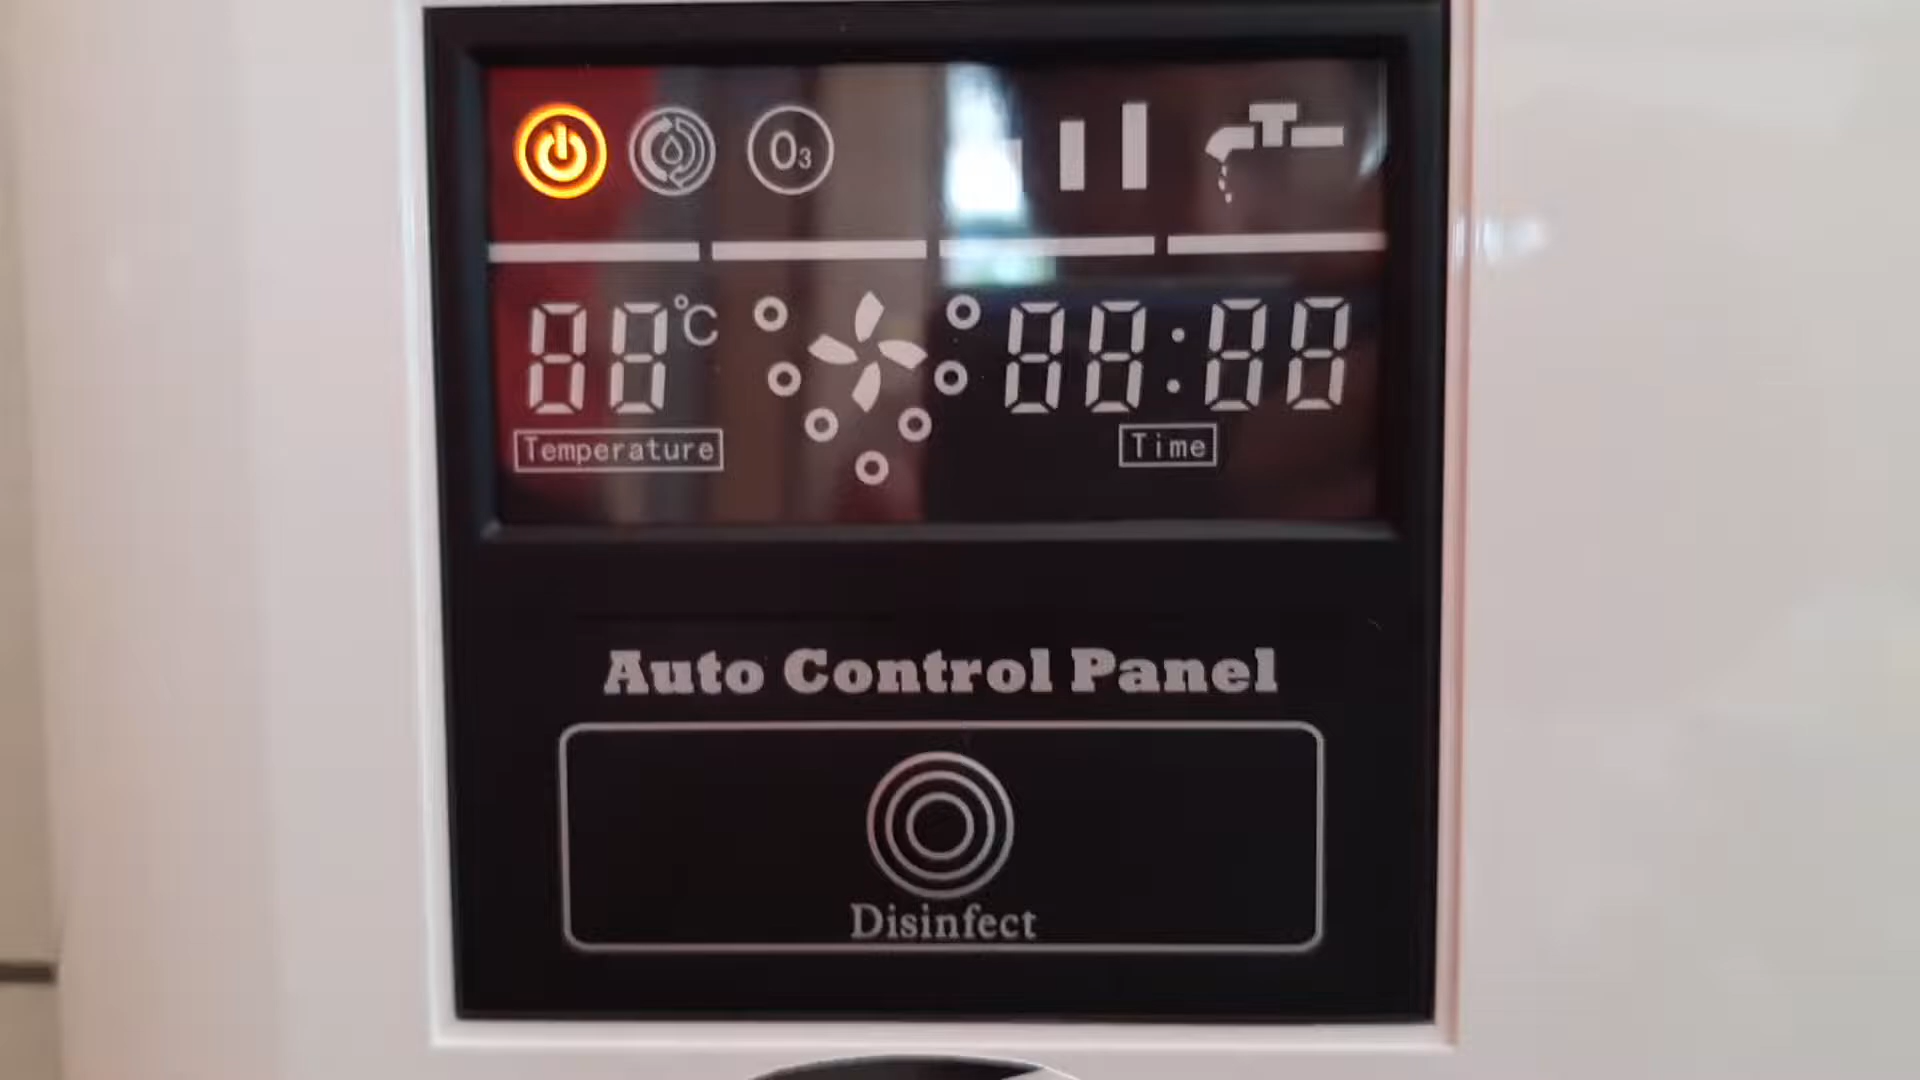 O3
88°C 88:88
Temperature Time
Auto Control Panel
Disinfect